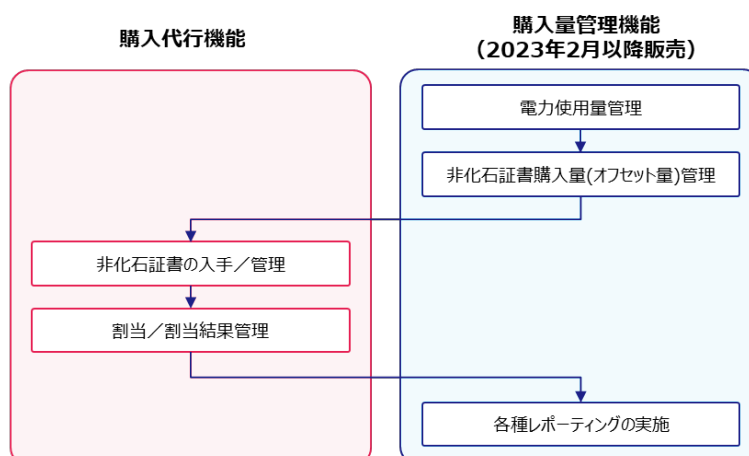 購入代行機能
購入量管理機能
（2023年2月以降販売）
電力使用量管理
非化石証書購入量(オフセット量)管理
非化石証書の入手／管理
割当／割当結果管理
各種レポーティングの実施